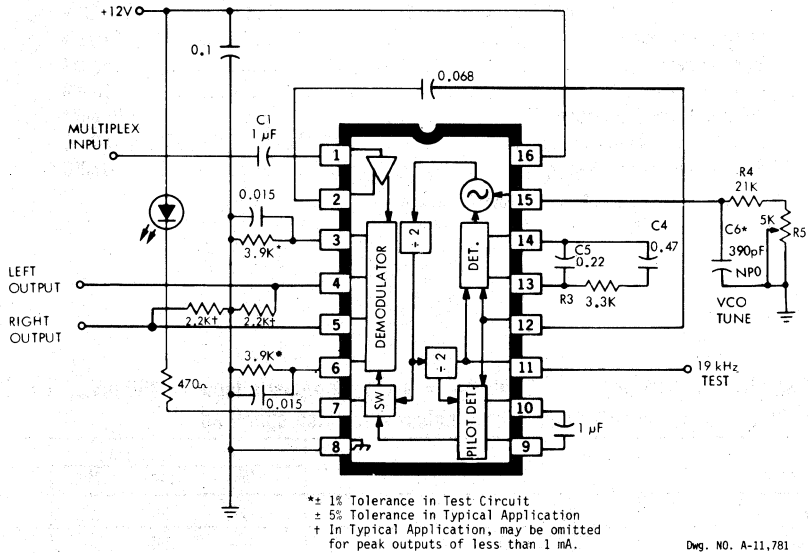 +12V
0.1
0.068
MULTIPLEX
INPUT
C1
1 µF
1
16
R4
21K
2
15
0.015
5K
R5
C6*
390pF
NPO
3
÷ 2
DET.
14
C5
0.22
C4
0.47
3.9K*
LEFT
OUTPUT
4
DEMODULATOR
13
R3
3.3K
VCO
TUNE
RIGHT
OUTPUT
2.2K†
2.2K†
5
12
3.9K*
6
÷ 2
11
19 kHz
TEST
470Ω
0.015
7
SW
PILOT DET.
10
1 µF
8
9
*± 1% Tolerance in Test Circuit
± 5% Tolerance in Typical Application
† In Typical Application, may be omitted
for peak outputs of less than 1 mA.
Dwg. NO. A-11,781